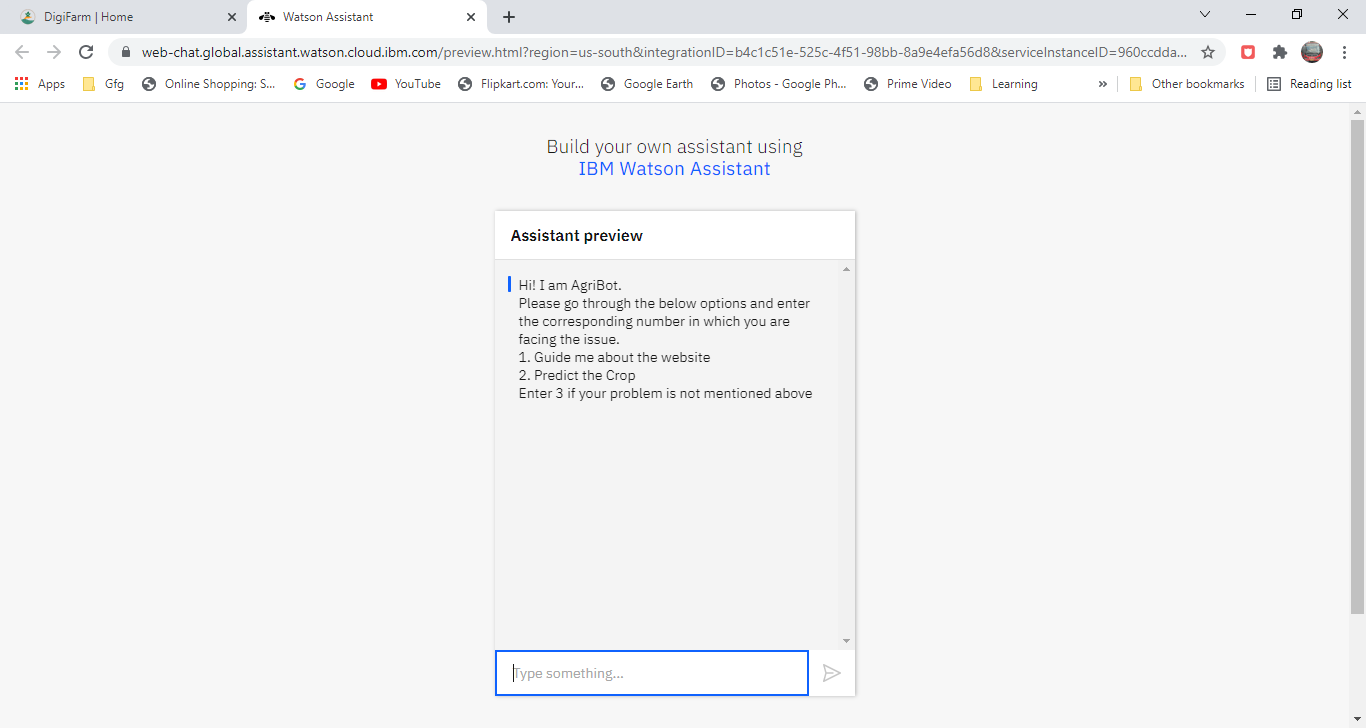 DigiFarm | Home
Watson Assistant
web-chat.global.assistant.watson.cloud.ibm.com/preview.html?region=us-south&integrationID=b4c1c51e-525c-4f51-98bb-8a9e4efa56d8&serviceInstanceID=960ccdda...
Apps Gfg Online Shopping: S... Google YouTube Flipkart.com: Your... Google Earth Photos - Google Ph... Prime Video Learning » Other bookmarks Reading list
Build your own assistant using
IBM Watson Assistant
Assistant preview
Hi! I am AgriBot.
Please go through the below options and enter
the corresponding number in which you are
facing the issue.
1. Guide me about the website
2. Predict the Crop
Enter 3 if your problem is not mentioned above
Type something...